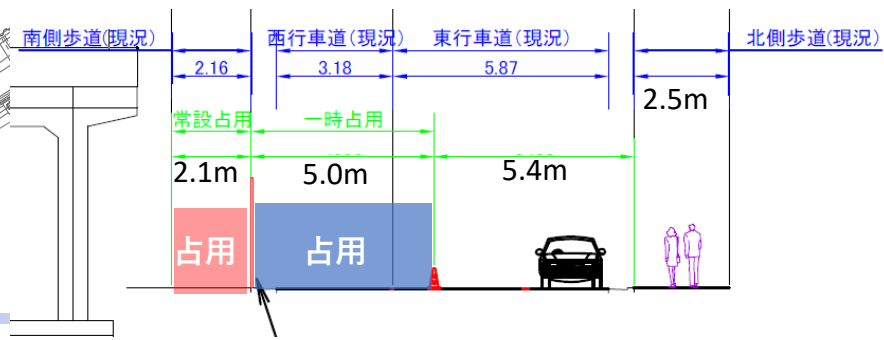 南側歩道(現況) 西行車道(現況) 東行車道(現況) 北側歩道(現況)
2.16 3.18 5.87
2.5m
常設占用 一時占用
2.1m 5.0m 5.4m
占用 占用